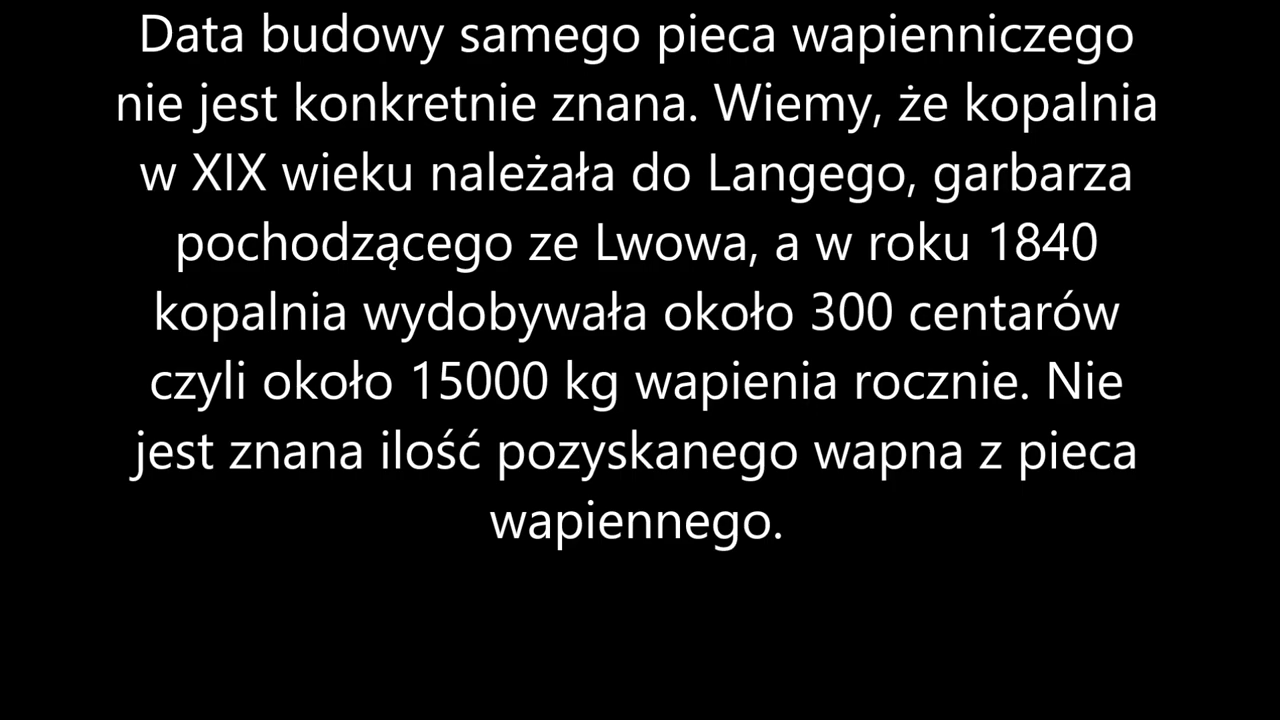 Data budowy samego pieca wapienniczego
nie jest konkretnie znana. Wiemy, że kopalnia
w XIX wieku należała do Langego, garbarza
pochodzącego ze Lwowa, a w roku 1840
kopalnia wydobywała około 300 centarów
czyli około 15000 kg wapienia rocznie. Nie
jest znana ilość pozyskanego wapna z pieca
wapiennego.